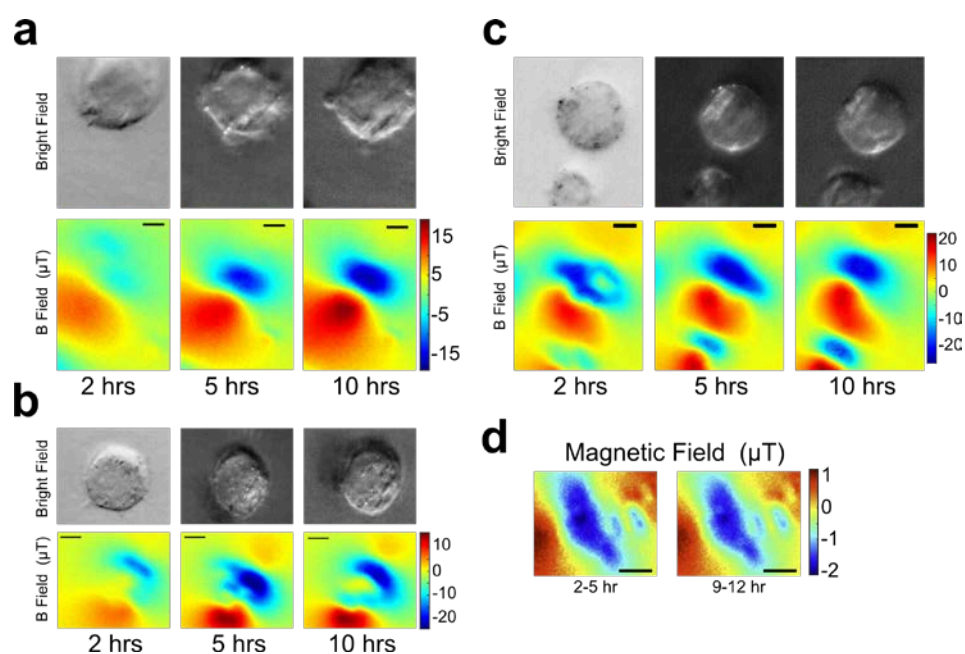 a
Bright Field
B Field (µT)
15
5
-5
-15
2 hrs
5 hrs
10 hrs
b
Bright Field
B Field (µT)
10
0
-10
-20
2 hrs
5 hrs
10 hrs
c
Bright Field
B Field (µT)
20
10
0
-10
-20
2 hrs
5 hrs
10 hrs
d
Magnetic Field (µT)
1
0
-1
-2
2-5 hr
9-12 hr